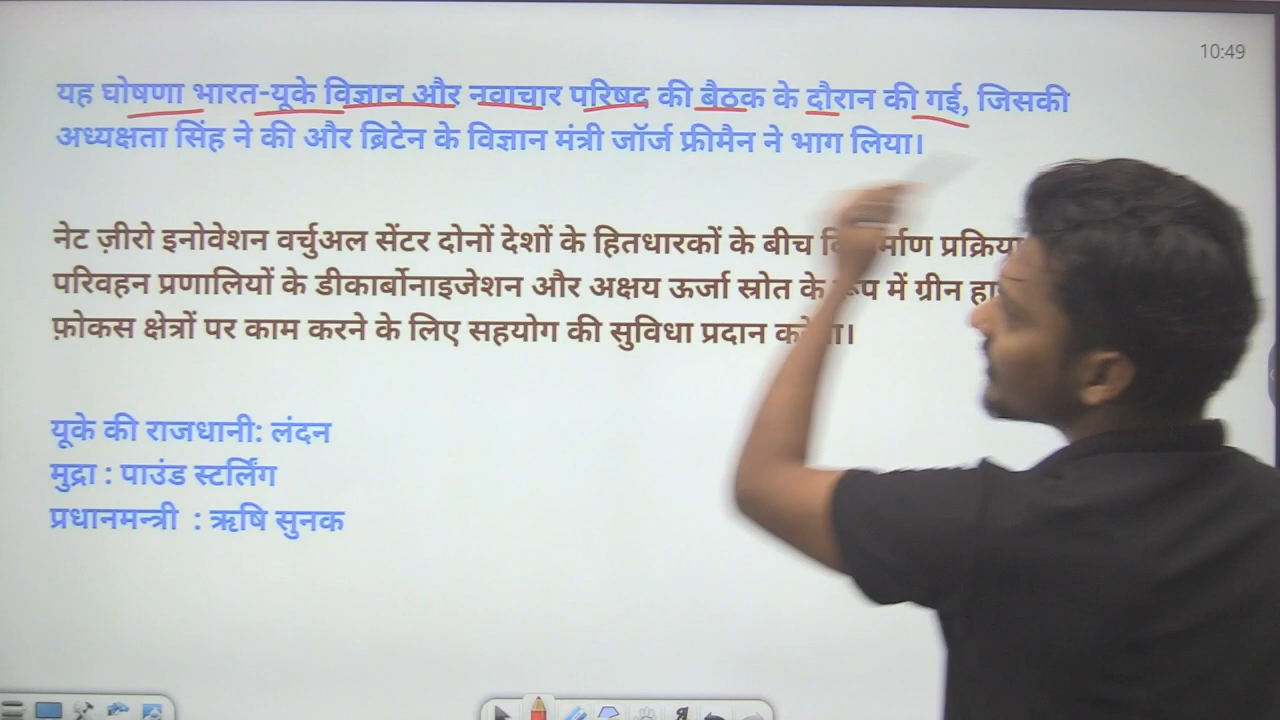 10:49
यह घोषणा भारत-यूके विज्ञान और नवाचार परिषद की बैठक के दौरान की गई, जिसकी
अध्यक्षता सिंह ने की और ब्रिटेन के विज्ञान मंत्री जॉर्ज फ्रीमैन ने भाग लिया।
नेट ज़ीरो इनोवेशन वर्चुअल सेंटर दोनों देशों के हितधारकों के बीच
परिवहन प्रणालियों के डीकार्बोनाइजेशन और अक्षय ऊर्जा स्रोत के रूप में ग्रीन
फ़ोकस क्षेत्रों पर काम करने के लिए सहयोग की सुविधा प्रदान
यूके की राजधानी: लंदन
मुद्रा : पाउंड स्टर्लिंग
प्रधानमन्त्री : ऋषि सुनक